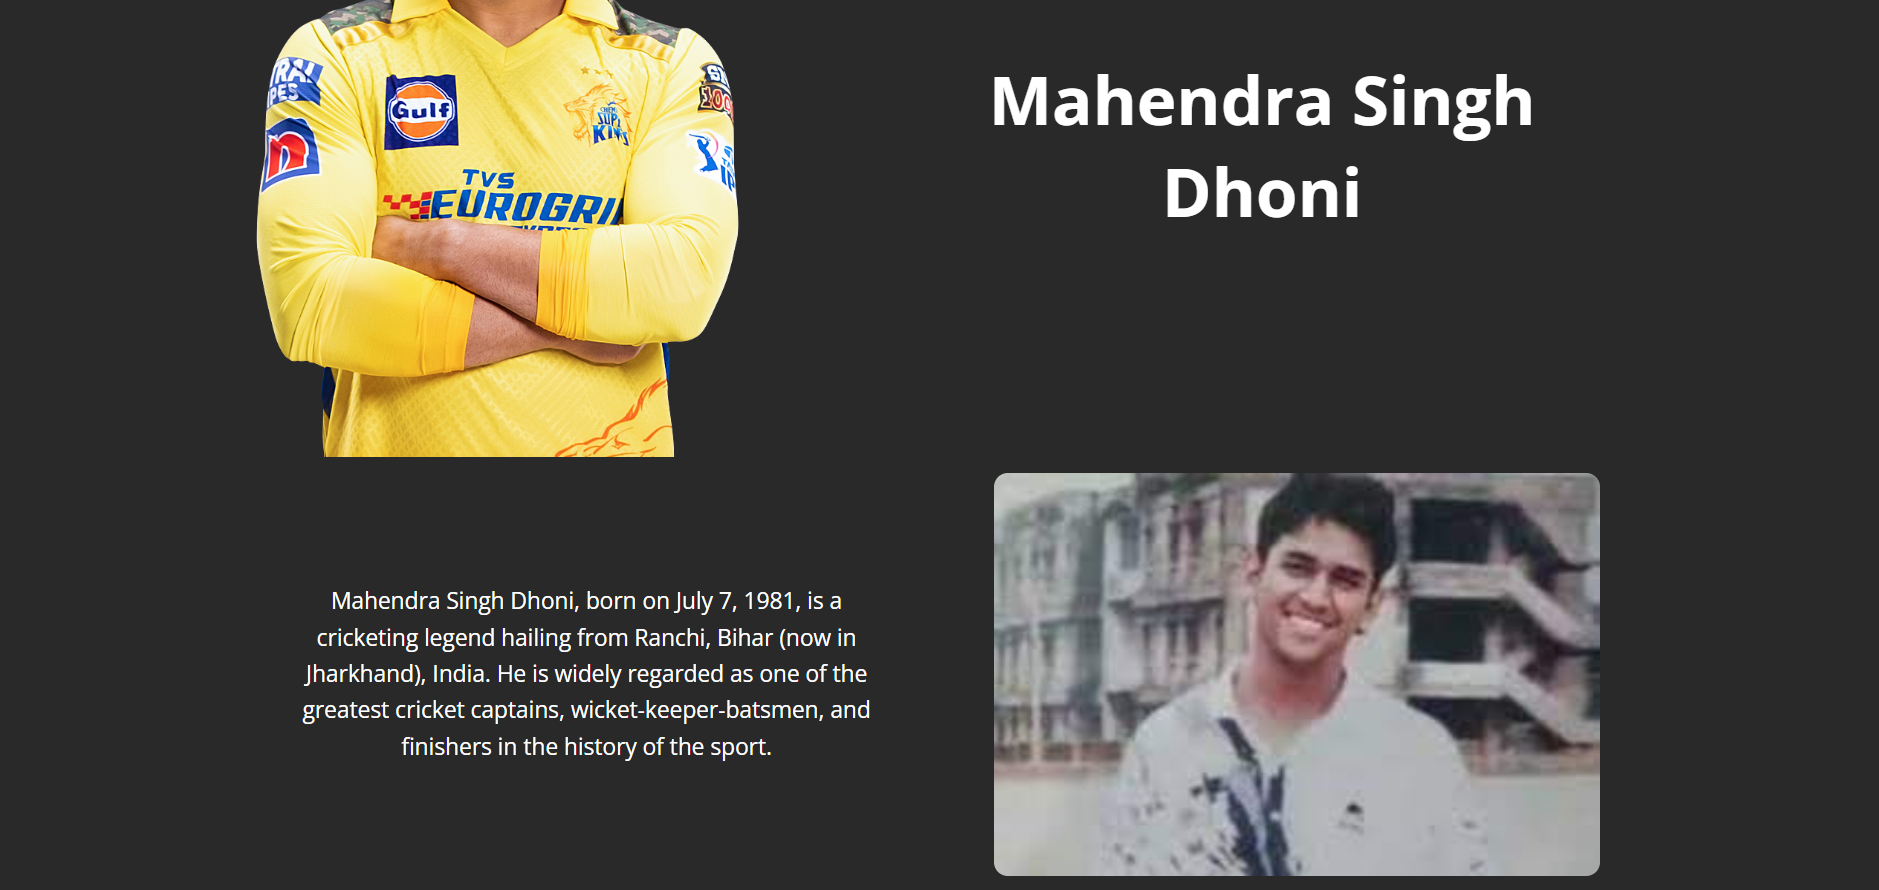 Mahendra Singh
Dhoni
Gulf
SUPER
KINGS
TVS
EUROGRI
Mahendra Singh Dhoni, born on July 7, 1981, is a
cricketing legend hailing from Ranchi, Bihar (now in
Jharkhand), India. He is widely regarded as one of the
greatest cricket captains, wicket-keeper-batsmen, and
finishers in the history of the sport.